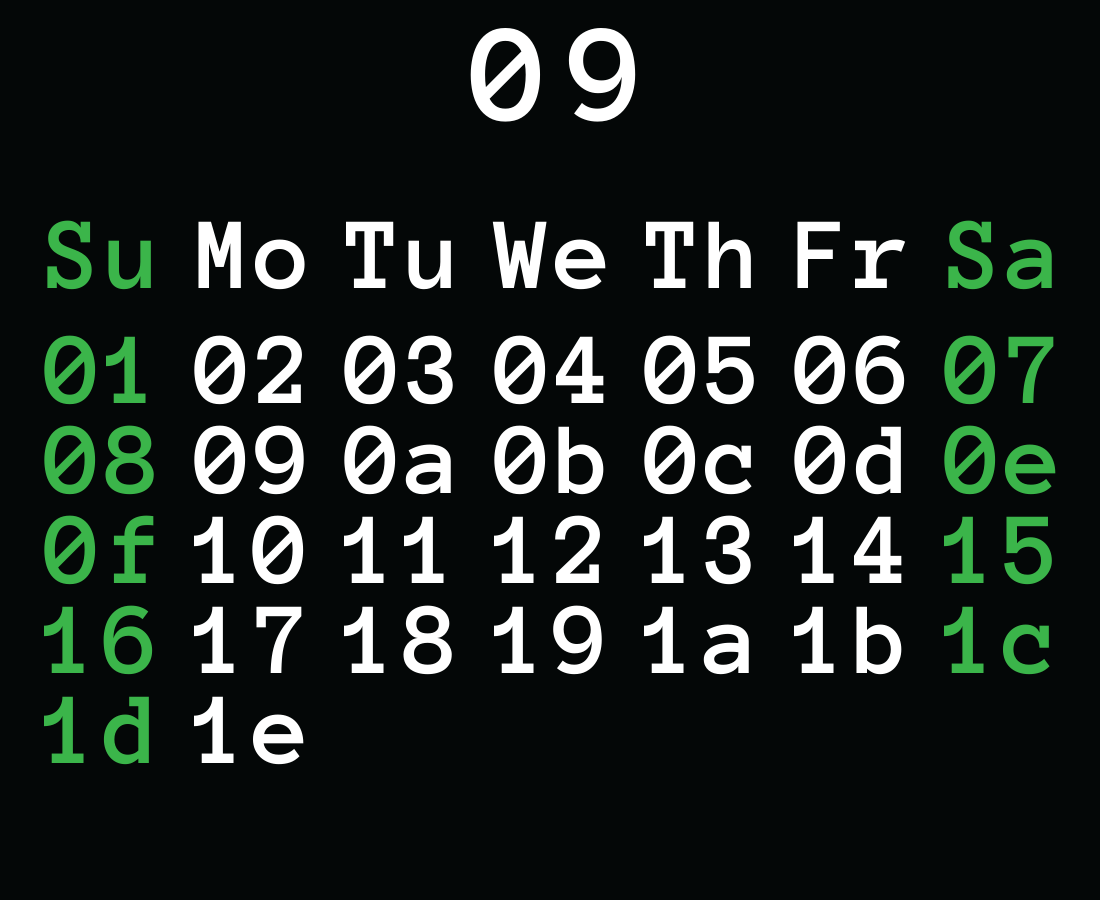 09
Su Mo Tu We Th Fr Sa
01 02 03 04 05 06 07
08 09 0a 0b 0c 0d 0e
0f 10 11 12 13 14 15
16 17 18 19 1a 1b 1c
1d 1e